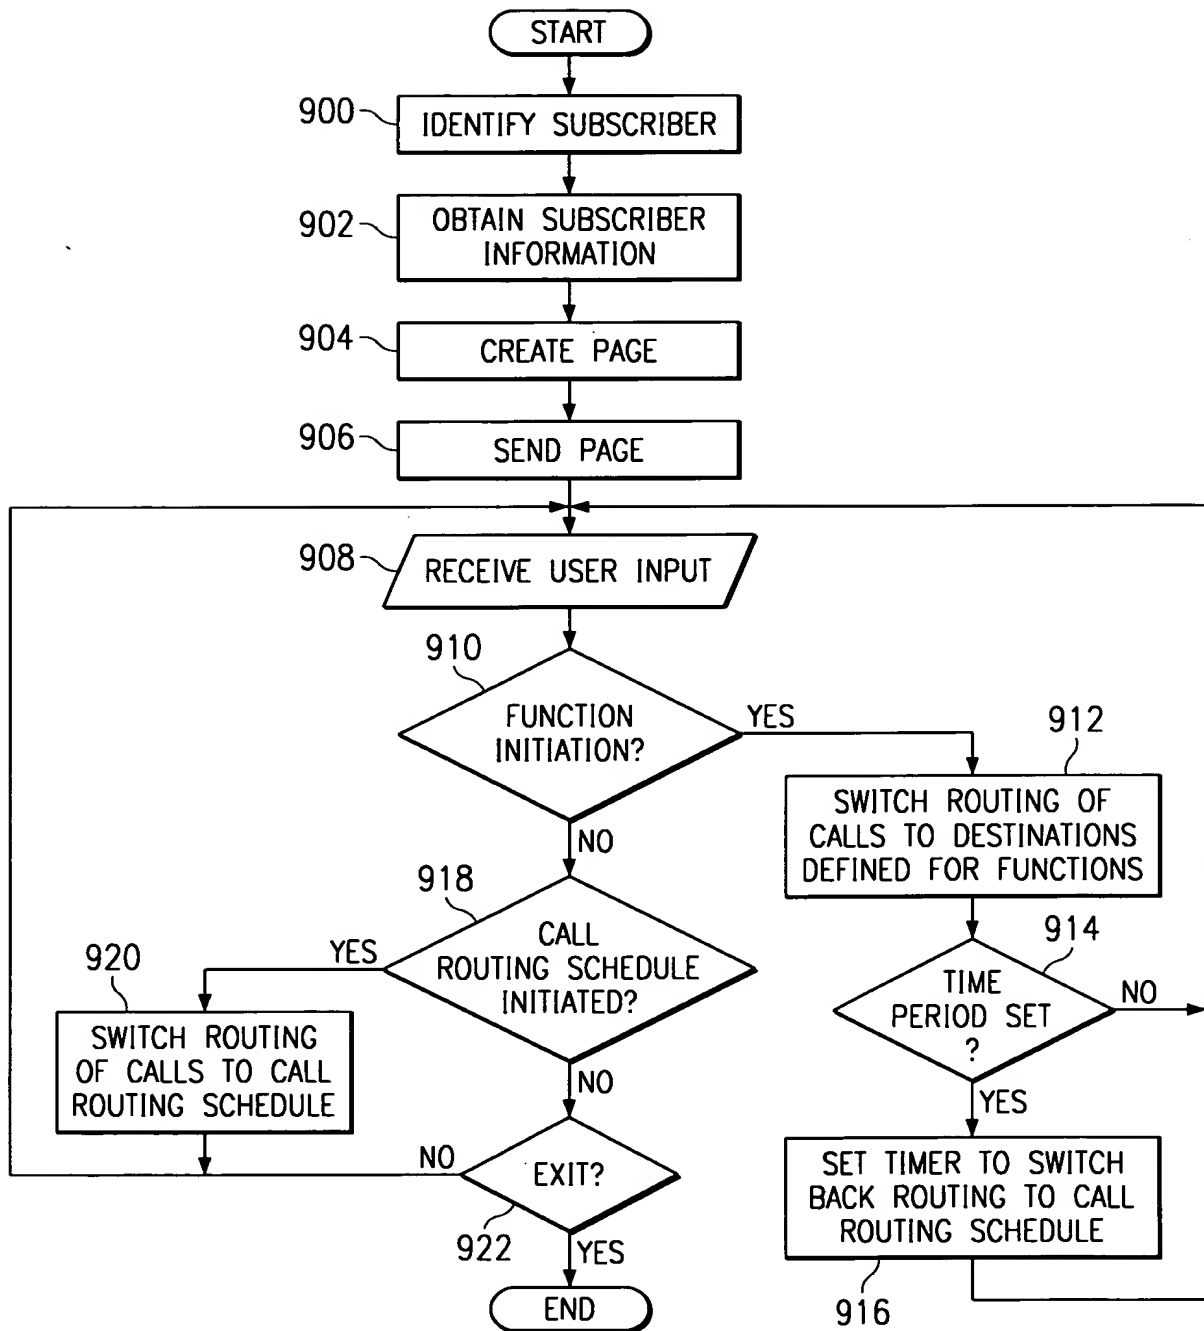 START
900
IDENTIFY SUBSCRIBER
902
OBTAIN SUBSCRIBER
INFORMATION
904
CREATE PAGE
906
SEND PAGE
908
RECEIVE USER INPUT
910
FUNCTION
INITIATION?
YES
NO
912
SWITCH ROUTING OF
CALLS TO DESTINATIONS
DEFINED FOR FUNCTIONS
914
TIME
PERIOD SET
?
NO
YES
SET TIMER TO SWITCH
BACK ROUTING TO CALL
ROUTING SCHEDULE
916
918
CALL
ROUTING SCHEDULE
INITIATED?
YES
NO
920
SWITCH ROUTING
OF CALLS TO CALL
ROUTING SCHEDULE
NO
EXIT?
922
YES
END